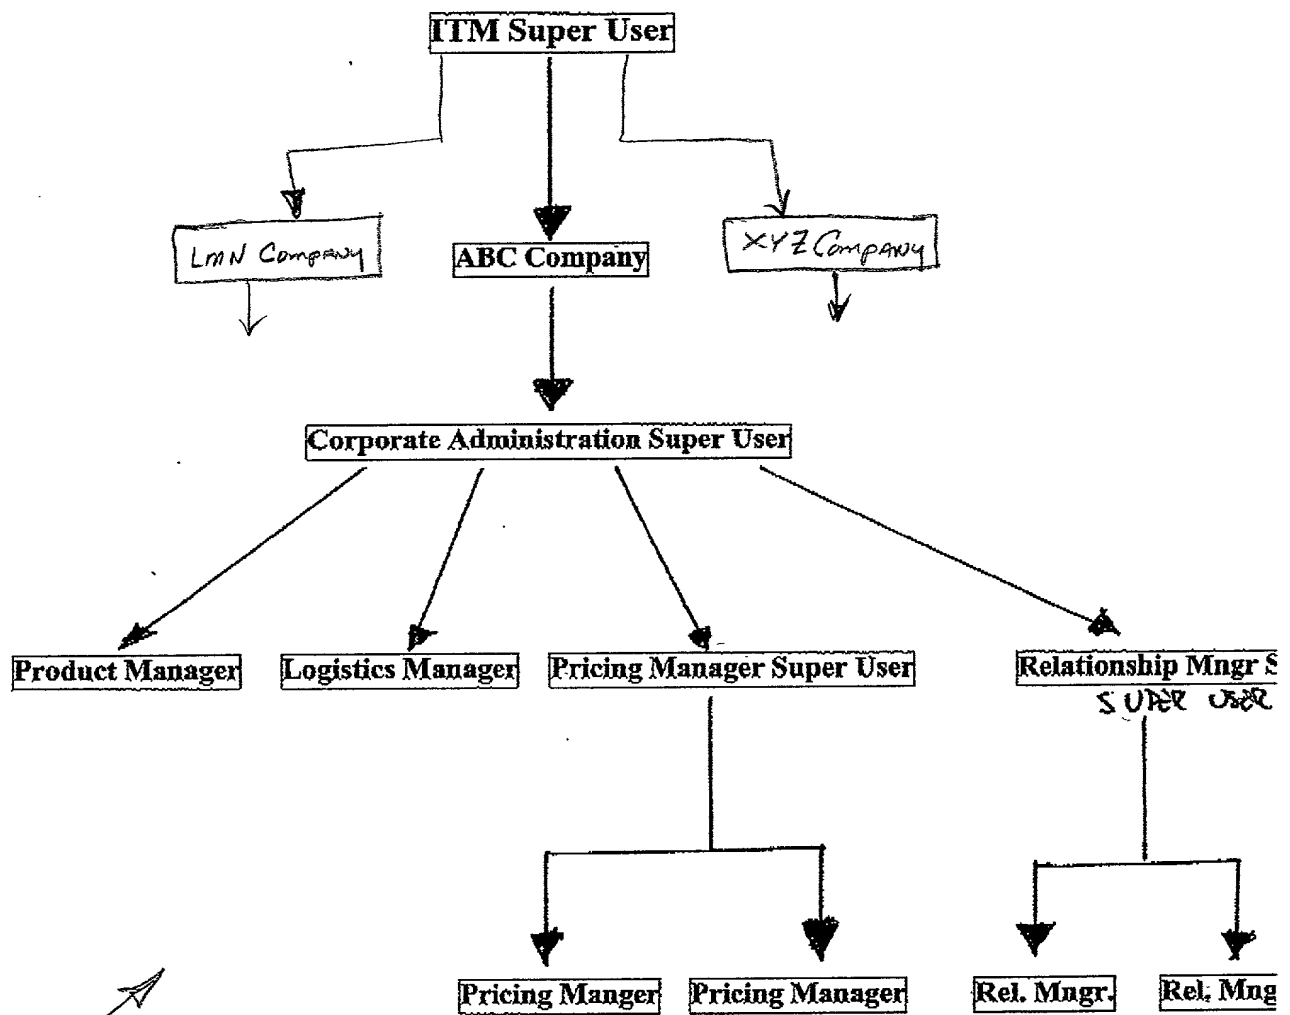 ITM Super User
LMN Company
ABC Company
XYZ Company
Corporate Administration Super User
Product Manager
Logistics Manager
Pricing Manager Super User
Relationship Mngr S
SUPER USER
Pricing Manger
Pricing Manager
Rel. Mngr.
Rel. Mng